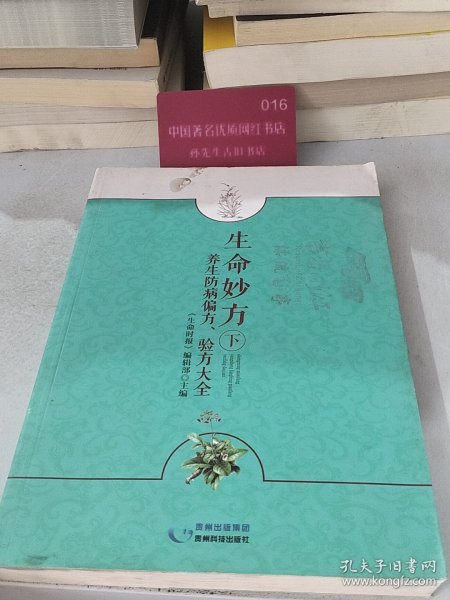 016
中国著名优质网红书店
孙先生古旧书店
生命妙方
下
养生防病偏方、验方大全
《生命时报》编辑部◎主编
贵州出版集团
贵州科技出版社
孔夫子旧书网
www.kongfz.com